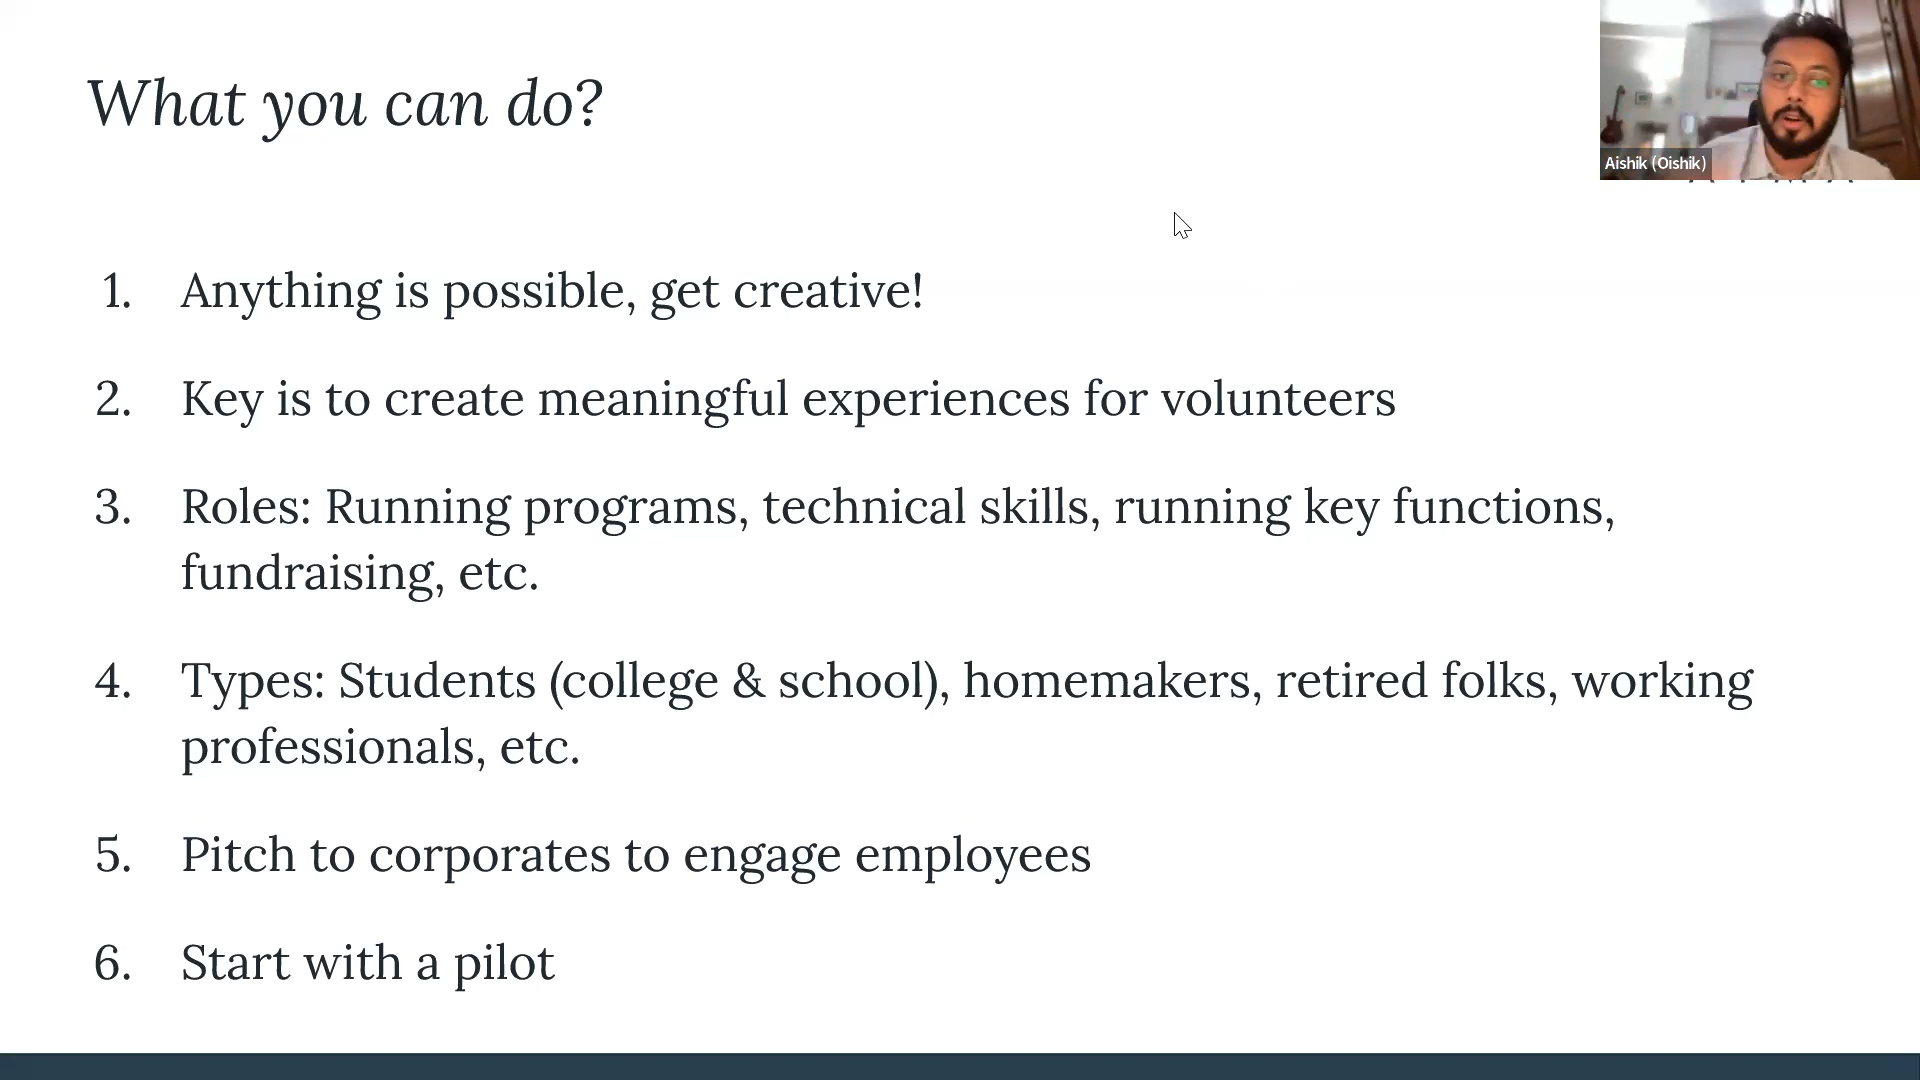 What you can do?
Aishik (Oishik)
1. Anything is possible, get creative!
2. Key is to create meaningful experiences for volunteers
3. Roles: Running programs, technical skills, running key functions,
fundraising, etc.
4. Types: Students (college & school), homemakers, retired folks, working
professionals, etc.
5. Pitch to corporates to engage employees
6. Start with a pilot